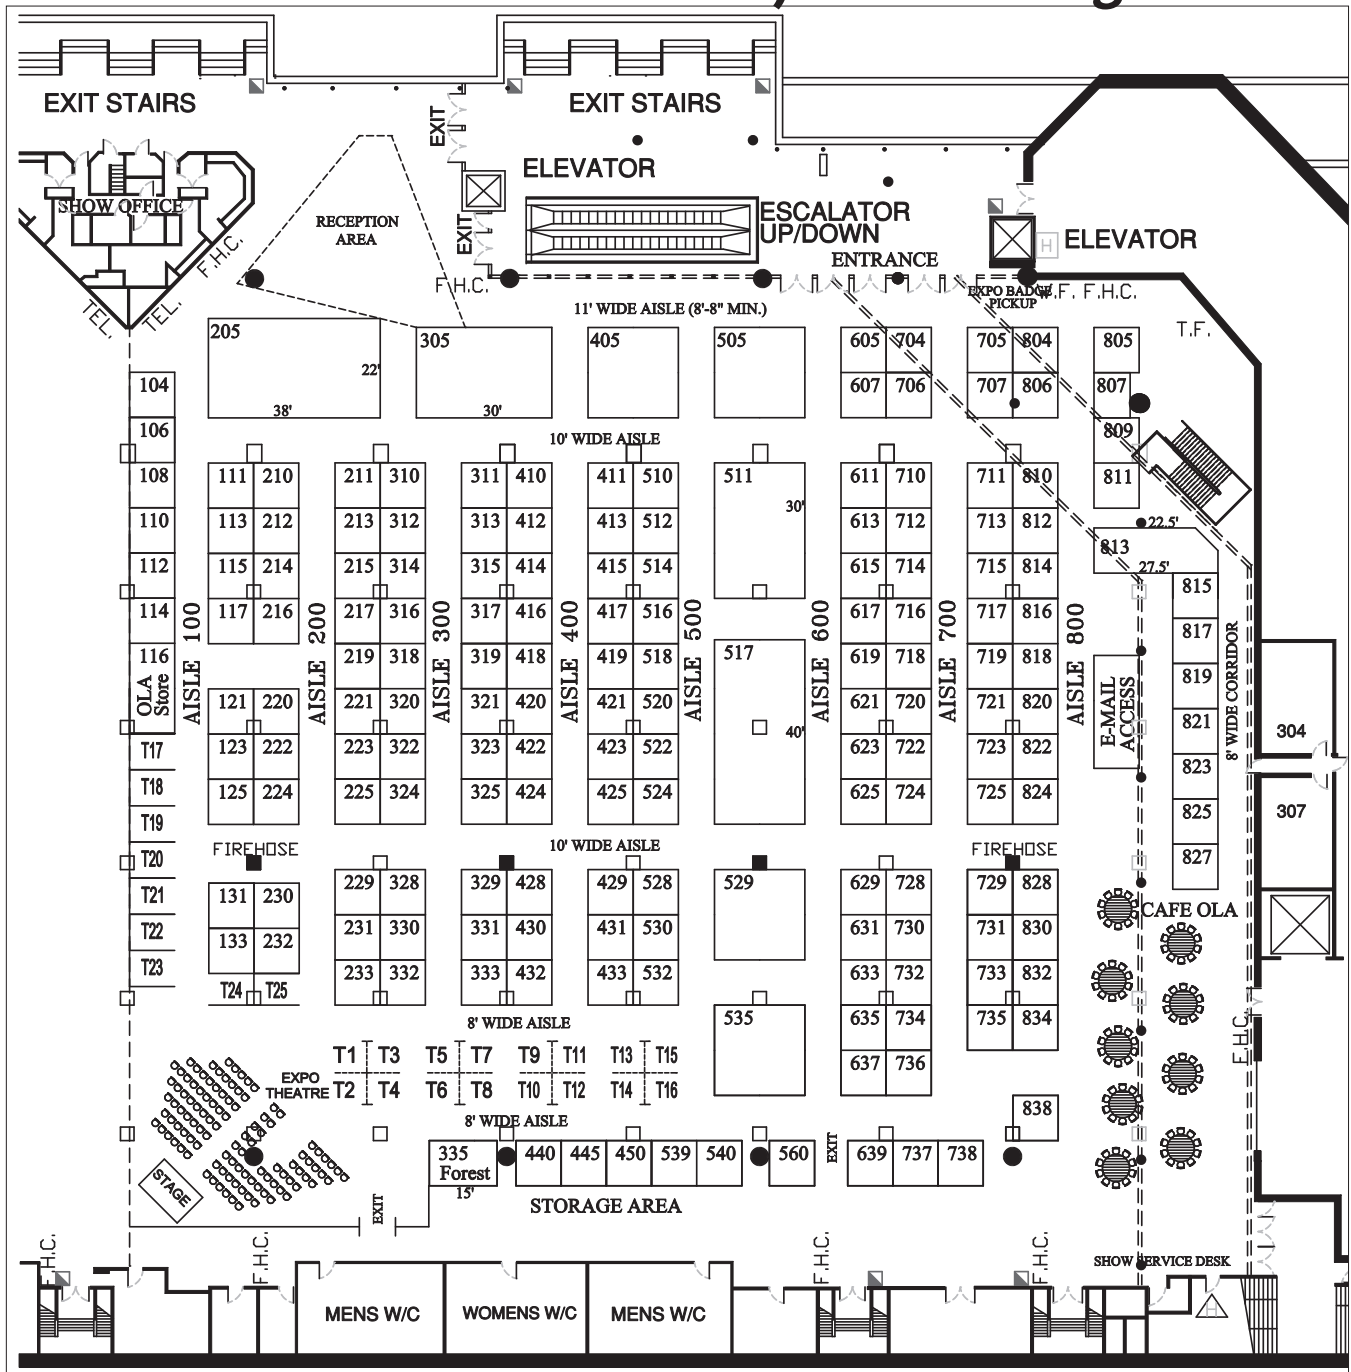 EXIT STAIRS
EXIT STAIRS
EXIT
ELEVATOR
SHOW OFFICE
RECEPTION
AREA
EXIT
ESCALATOR
UP/DOWN
ELEVATOR
H
ENTRANCE
F.H.C.
F.H.C.
EXPO BADGE
PICKUP
F. F.H.C.
TEL.
TEL.
11' WIDE AISLE (8'-8" MIN.)
T.F.
205
305
405
505
605 704
705 804
805
22'
38'
30'
104
607 706
707 806
807
106
10' WIDE AISLE
809
108
111 210
211 310
311 410
411 510
511
611 710
711 810
811
30'
110
113 212
213 312
313 412
413 512
613 712
713 812
22.5'
813
27.5'
112
115 214
215 314
315 414
415 514
615 714
715 814
815
114
117 216
217 316
317 416
417 516
617 716
717 816
817
AISLE 100
AISLE 200
AISLE 300
AISLE 400
AISLE 500
AISLE 600
AISLE 700
AISLE 800
8' WIDE CORRIDOR
116
OLA
Store
219 318
319 418
419 518
517
619 718
719 818
819
E-MAIL
ACCESS
121 220
221 320
321 420
421 520
40'
621 720
721 820
821
304
T17
123 222
223 322
323 422
423 522
623 722
723 822
823
T18
125 224
225 324
325 424
425 524
625 724
725 824
825
307
T19
T20
FIREHOSE
10' WIDE AISLE
FIREHOSE
827
T21
131 230
229 328
329 428
429 528
529
629 728
729 828
CAFE OLA
T22
133 232
231 330
331 430
431 530
631 730
731 830
T23
T24 T25
233 332
333 432
433 532
633 732
733 832
8' WIDE AISLE
535
635 734
735 834
F.H.C.
T1 T3
T5 T7
T9 T11
T13 T15
637 736
EXPO
THEATRE
T2 T4
T6 T8
T10 T12
T14 T16
8' WIDE AISLE
838
335
Forest
15'
440 445 450 539 540
560
EXIT
639 737 738
STAGE
EXIT
STORAGE AREA
F.H.C.
F.H.C.
F.H.C.
F.H.C.
SHOW SERVICE DESK
MENS W/C
WOMENS W/C
MENS W/C
H